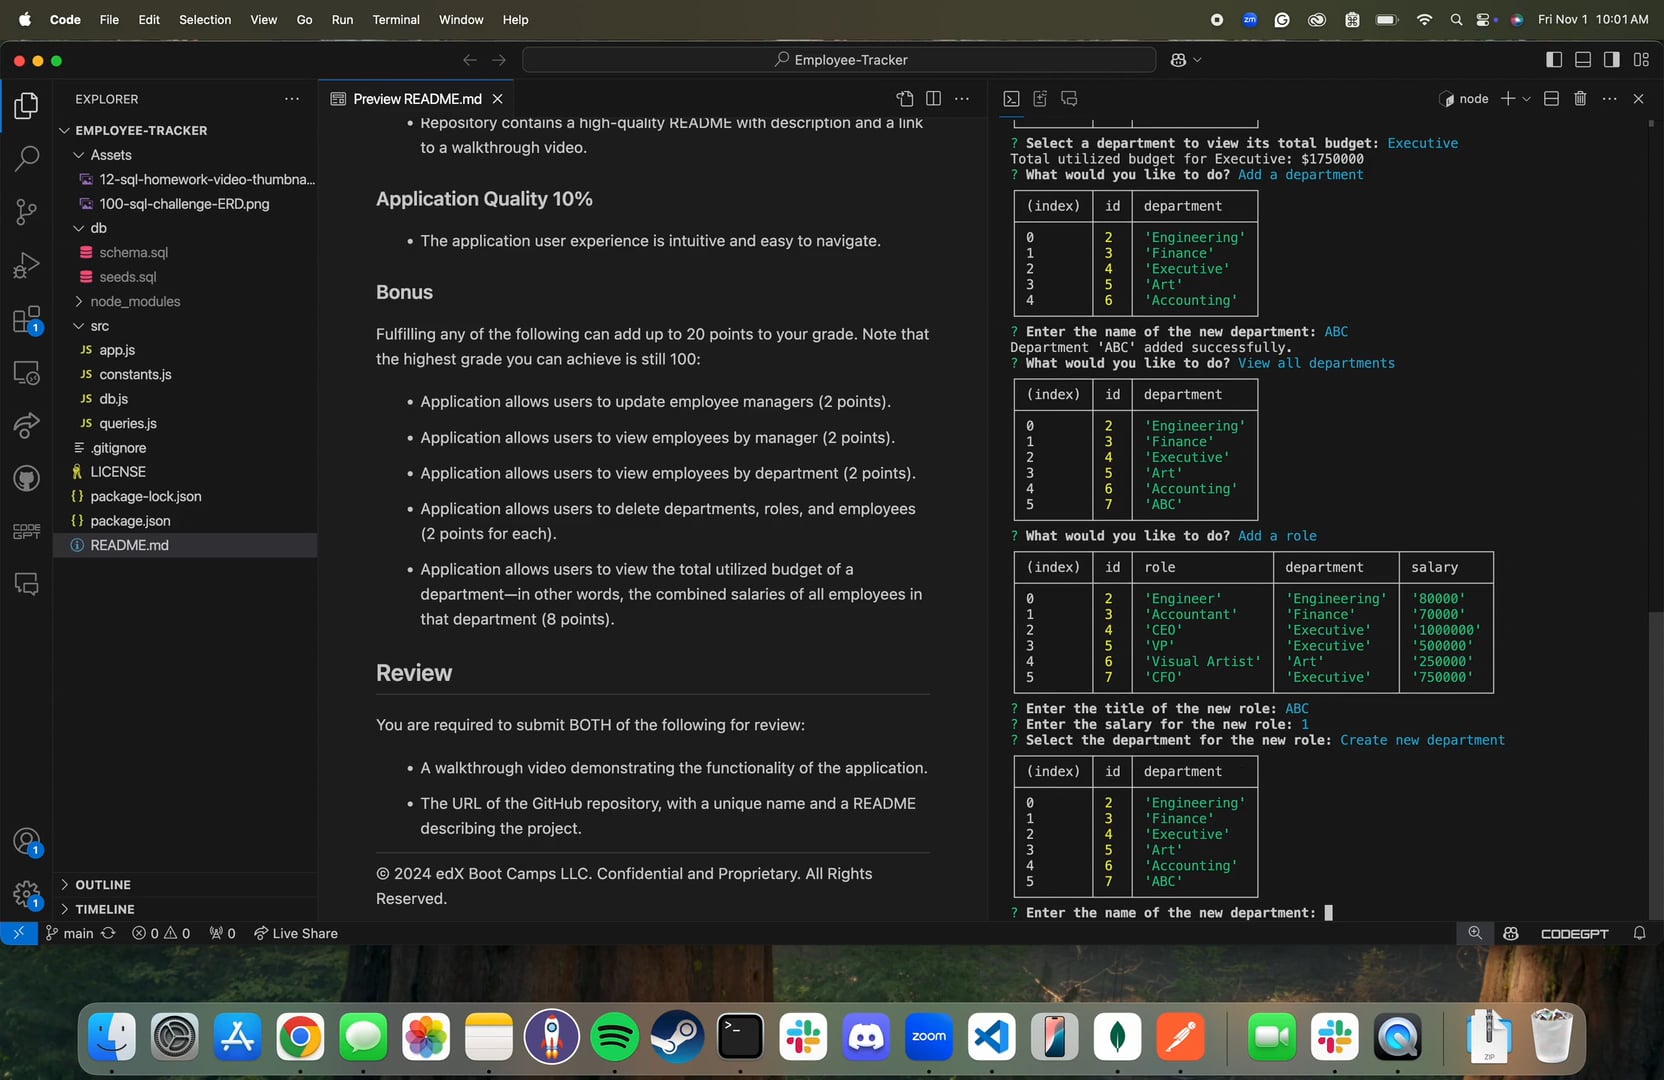 Code File Edit Selection View Go Run Terminal Window Help
zm
Fri Nov 1 10:01 AM
Employee-Tracker
EXPLORER
EMPLOYEE-TRACKER
Assets
12-sql-homework-video-thumbna...
100-sql-challenge-ERD.png
db
schema.sql
seeds.sql
node_modules
src
JS app.js
JS constants.js
JS db.js
JS queries.js
.gitignore
LICENSE
{} package-lock.json
{} package.json
README.md
OUTLINE
TIMELINE
1
CODE
GPT
1
1
Preview README.md
• Repository contains a high-quality README with description and a link
to a walkthrough video.
Application Quality 10%
• The application user experience is intuitive and easy to navigate.
Bonus
Fulfilling any of the following can add up to 20 points to your grade. Note that
the highest grade you can achieve is still 100:
• Application allows users to update employee managers (2 points).
• Application allows users to view employees by manager (2 points).
• Application allows users to view employees by department (2 points).
• Application allows users to delete departments, roles, and employees
(2 points for each).
• Application allows users to view the total utilized budget of a
department—in other words, the combined salaries of all employees in
that department (8 points).
Review
You are required to submit BOTH of the following for review:
• A walkthrough video demonstrating the functionality of the application.
• The URL of the GitHub repository, with a unique name and a README
describing the project.
© 2024 edX Boot Camps LLC. Confidential and Proprietary. All Rights
Reserved.
node
? Select a department to view its total budget: Executive
Total utilized budget for Executive: $1750000
? What would you like to do? Add a department
(index) id department
0 2 'Engineering'
1 3 'Finance'
2 4 'Executive'
3 5 'Art'
4 6 'Accounting'
? Enter the name of the new department: ABC
Department 'ABC' added successfully.
? What would you like to do? View all departments
(index) id department
0 2 'Engineering'
1 3 'Finance'
2 4 'Executive'
3 5 'Art'
4 6 'Accounting'
5 7 'ABC'
? What would you like to do? Add a role
(index) id role department salary
0 2 'Engineer' 'Engineering' '80000'
1 3 'Accountant' 'Finance' '70000'
2 4 'CEO' 'Executive' '1000000'
3 5 'VP' 'Executive' '500000'
4 6 'Visual Artist' 'Art' '250000'
5 7 'CFO' 'Executive' '750000'
? Enter the title of the new role: ABC
? Enter the salary for the new role: 1
? Select the department for the new role: Create new department
(index) id department
0 2 'Engineering'
1 3 'Finance'
2 4 'Executive'
3 5 'Art'
4 6 'Accounting'
5 7 'ABC'
? Enter the name of the new department:
main 0 0 0 Live Share
CODEGPT
zoom
ZIP